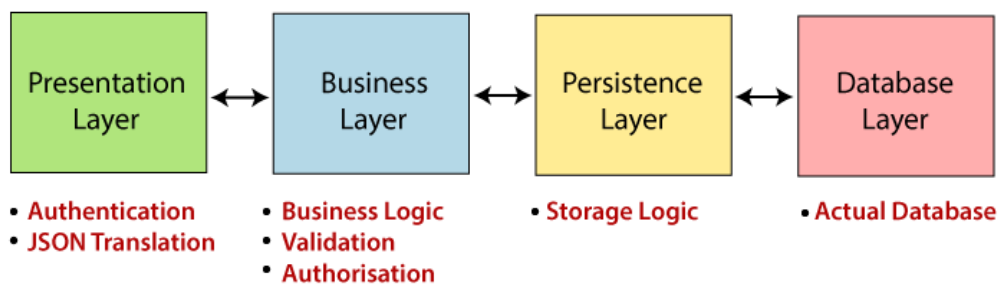 Presentation
Layer
Business
Layer
Persistence
Layer
Database
Layer
• Authentication
• JSON Translation
• Business Logic
• Validation
• Authorisation
• Storage Logic
• Actual Database